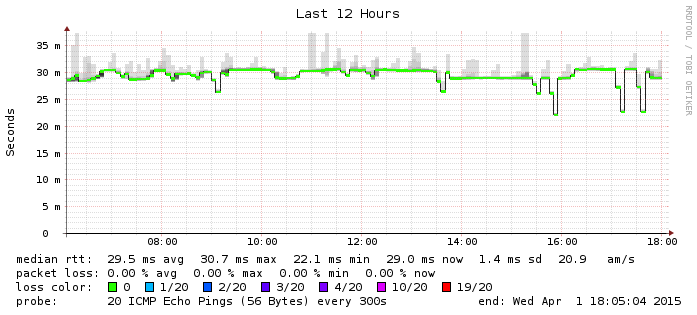 Last 12 Hours
RRDTOOL / TOBI OETIKER
Seconds
35 m
30 m
25 m
20 m
15 m
10 m
5 m
0
08:00 10:00 12:00 14:00 16:00 18:00
median rtt: 29.5 ms avg 30.7 ms max 22.1 ms min 29.0 ms now 1.4 ms sd 20.9 am/s
packet loss: 0.00 % avg 0.00 % max 0.00 % min 0.00 % now
loss color: 0 1/20 2/20 3/20 4/20 10/20 19/20
probe: 20 ICMP Echo Pings (56 Bytes) every 300s end: Wed Apr 1 18:05:04 2015